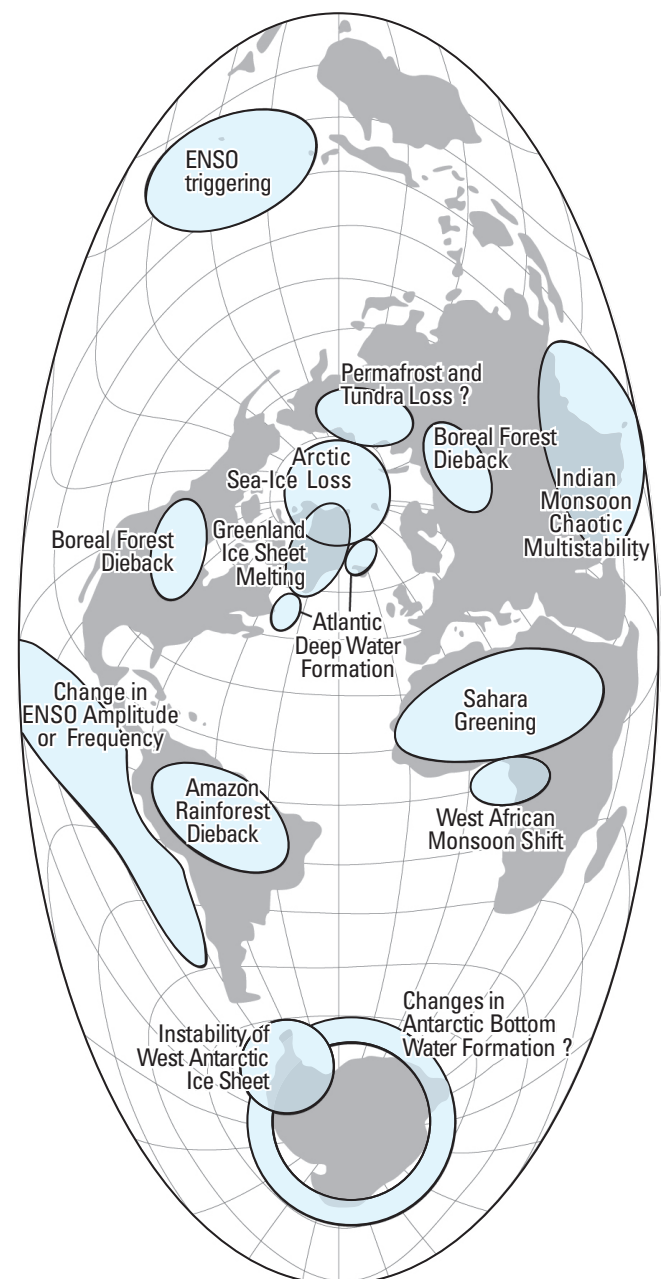 ENSO
triggering
Permafrost and
Tundra Loss ?
Boreal Forest
Dieback
Arctic
Sea-Ice Loss
Indian
Monsoon
Chaotic
Multistability
Greenland
Ice Sheet
Melting
Boreal Forest
Dieback
Atlantic
Deep Water
Formation
Change in
ENSO Amplitude
or Frequency
Sahara
Greening
Amazon
Rainforest
Dieback
West African
Monsoon Shift
Changes in
Antarctic Bottom
Water Formation ?
Instability of
West Antarctic
Ice Sheet